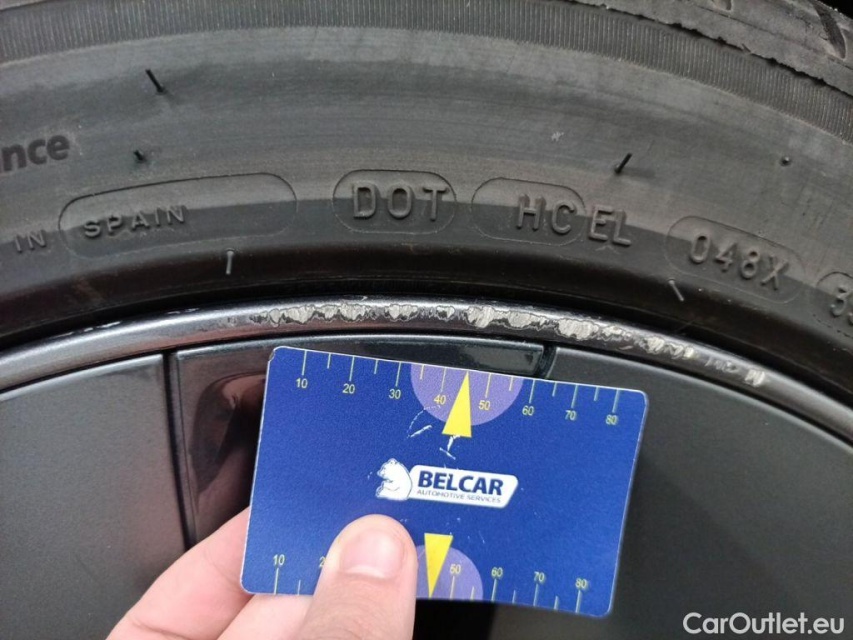 nce
IN SPAIN DOT HC EL 048X
10 20 30 40 50 60 70 80
BELCAR
AUTOMOTIVE SERVICES
10 50 60 70 80
CarOutlet.eu